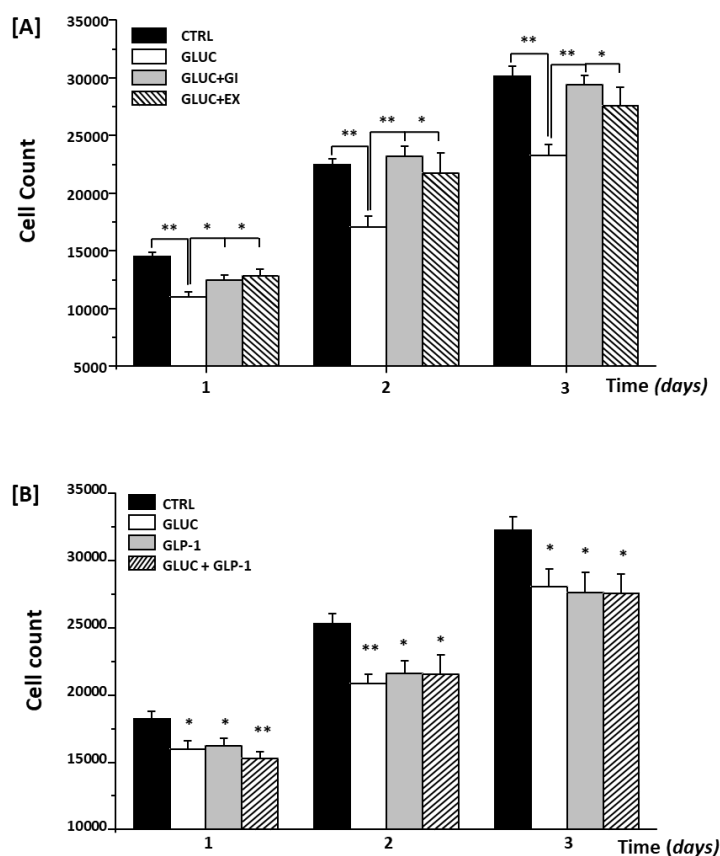 [A]
35000
CTRL
GLUC
GLUC+GI
GLUC+EX
** ** *
30000
25000
** ** *
20000
** * *
15000
10000
5000
Cell Count
1 2 3 Time (days)
[B]
35000
CTRL
GLUC
GLP-1
GLUC + GLP-1
* * *
30000
25000
** * *
20000
* * **
15000
10000
Cell count
1 2 3 Time (days)